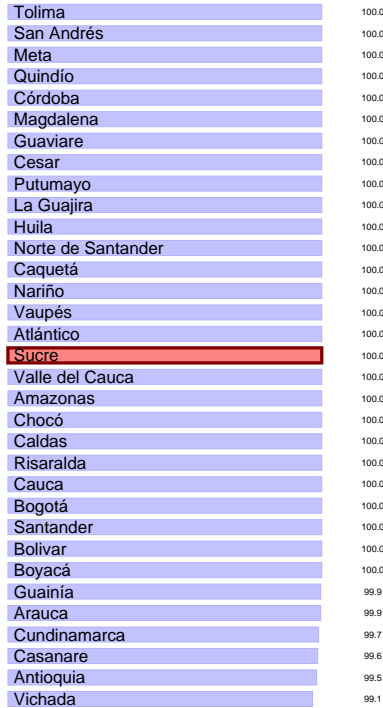 Tolima 100.0
San Andrés 100.0
Meta 100.0
Quindío 100.0
Córdoba 100.0
Magdalena 100.0
Guaviare 100.0
Cesar 100.0
Putumayo 100.0
La Guajira 100.0
Huila 100.0
Norte de Santander 100.0
Caquetá 100.0
Nariño 100.0
Vaupés 100.0
Atlántico 100.0
Sucre 100.0
Valle del Cauca 100.0
Amazonas 100.0
Chocó 100.0
Caldas 100.0
Risaralda 100.0
Cauca 100.0
Bogotá 100.0
Santander 100.0
Bolivar 100.0
Boyacá 100.0
Guainía 99.9
Arauca 99.9
Cundinamarca 99.7
Casanare 99.6
Antioquia 99.5
Vichada 99.1